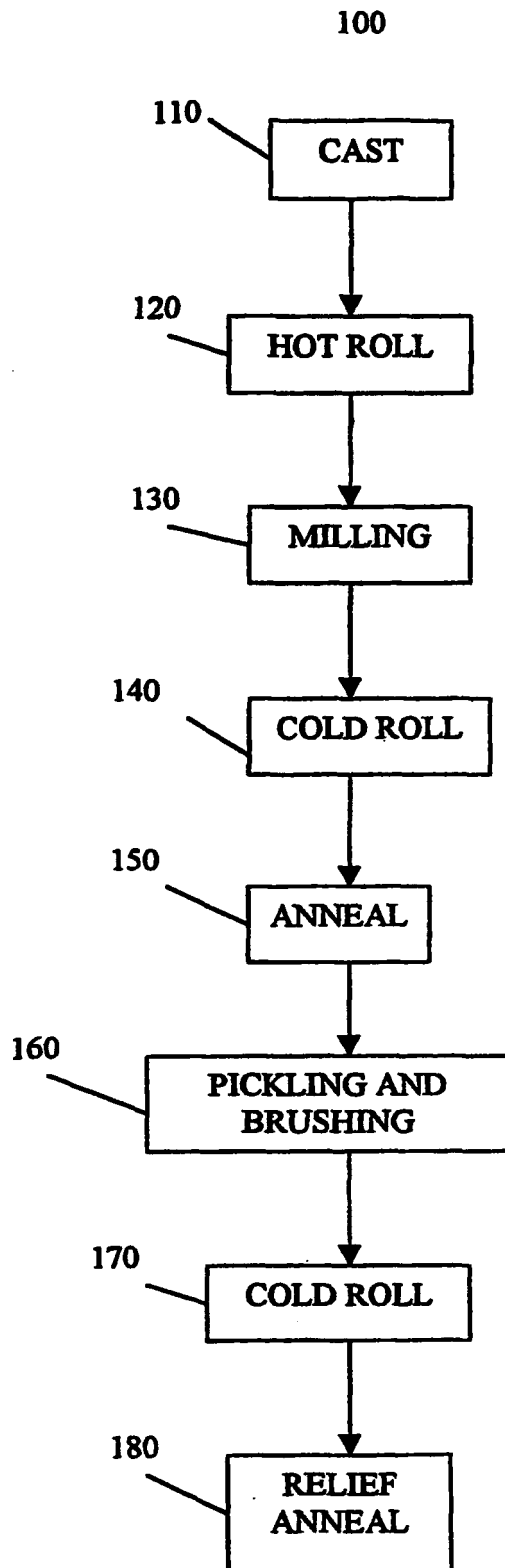 100
110
CAST
120
HOT ROLL
130
MILLING
140
COLD ROLL
150
ANNEAL
160
PICKLING AND
BRUSHING
170
COLD ROLL
180
RELIEF
ANNEAL